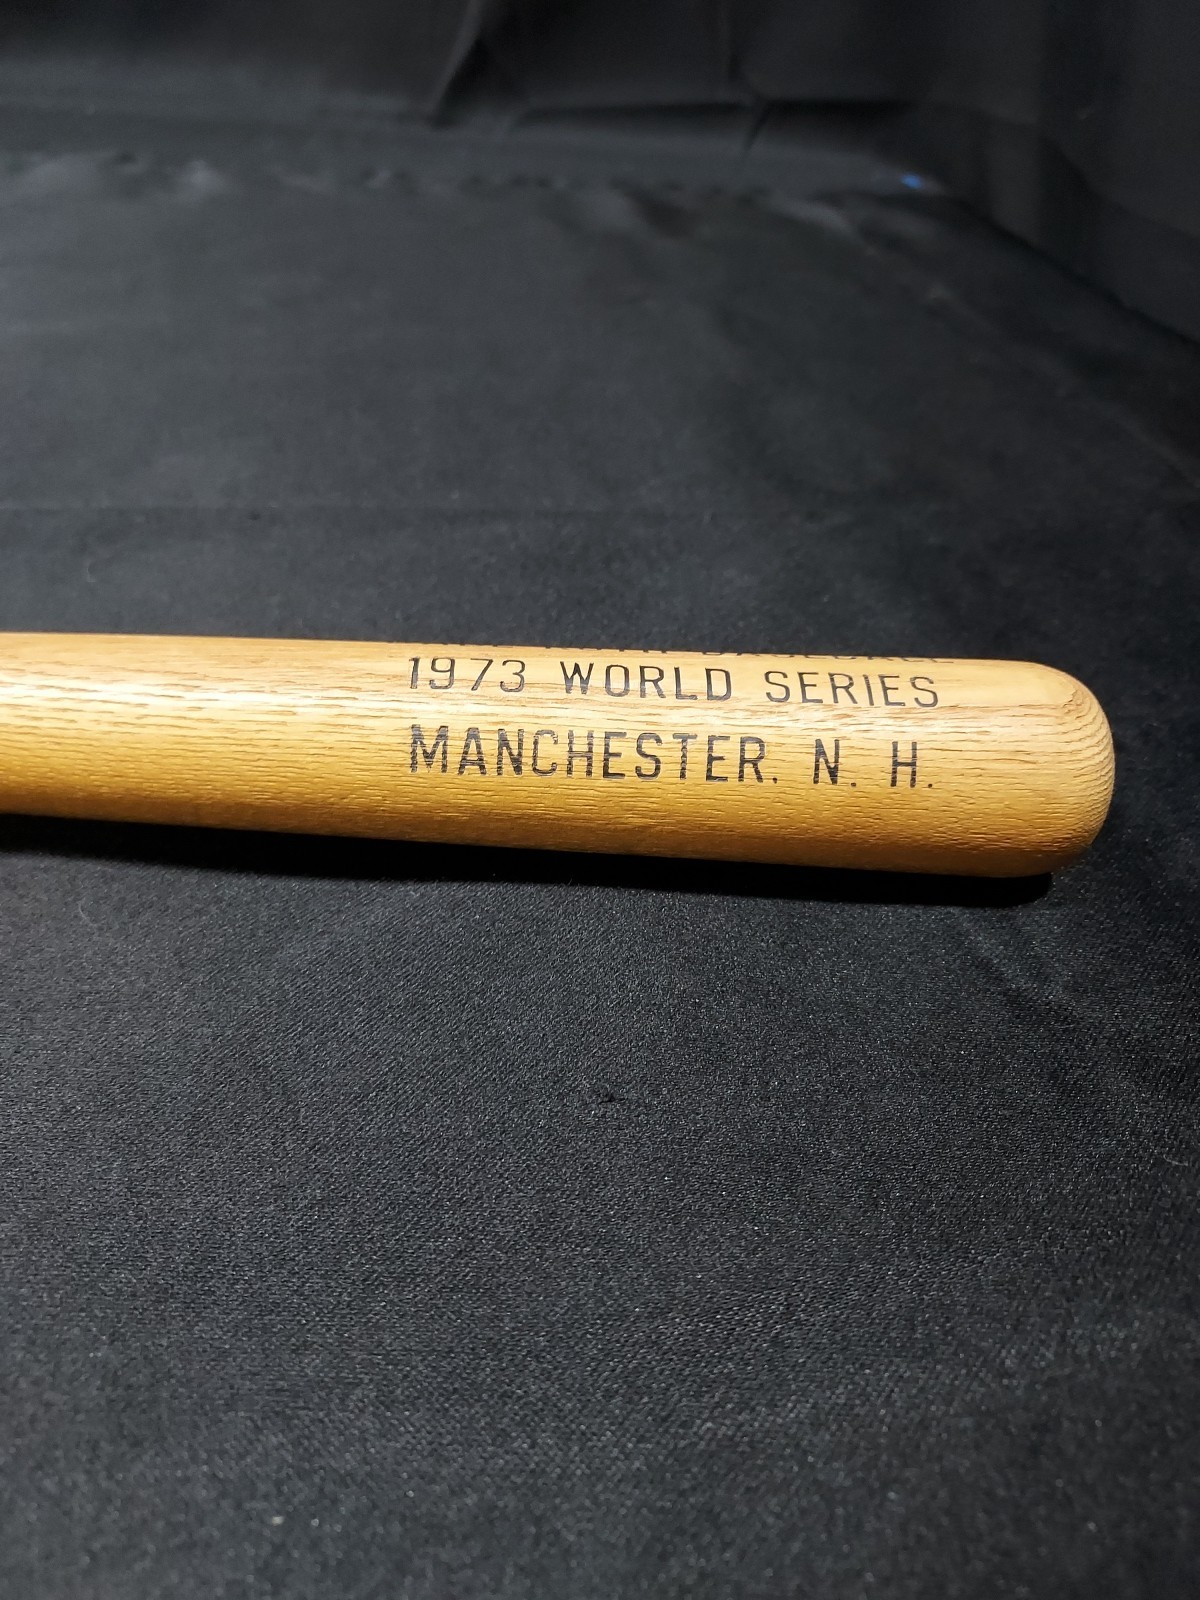 1973 WORLD SERIES
MANCHESTER. N. H.